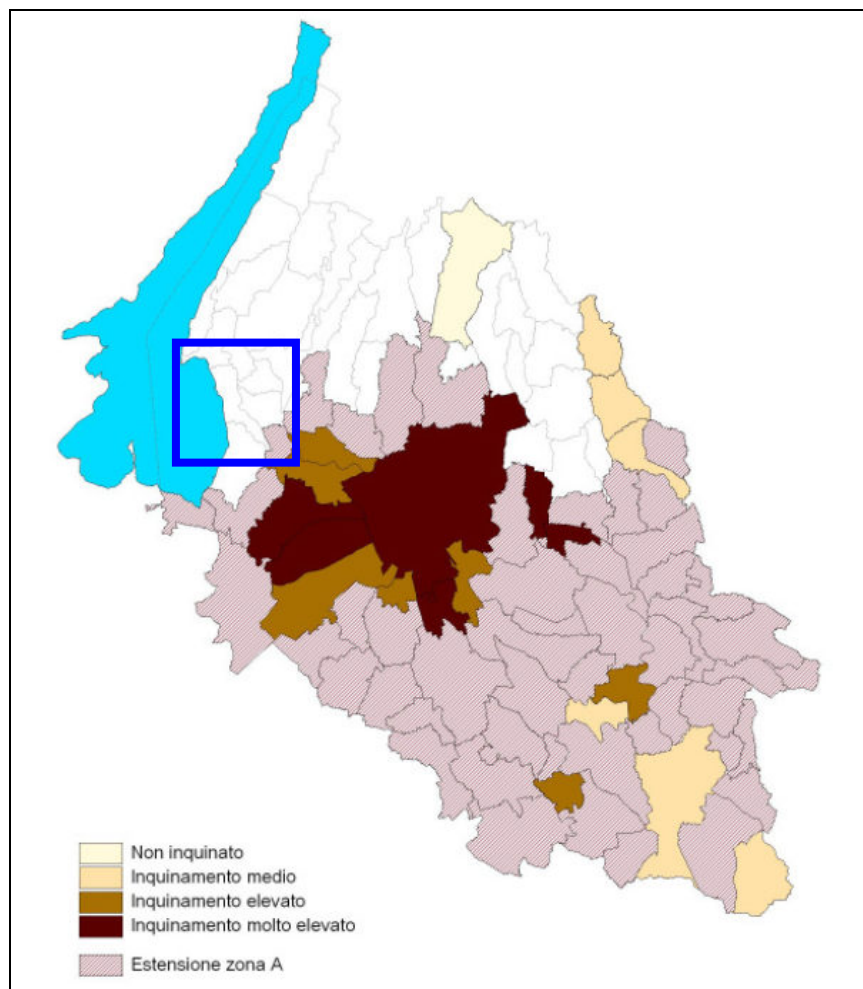 Non inquinato
Inquinamento medio
Inquinamento elevato
Inquinamento molto elevato
Estensione zona A